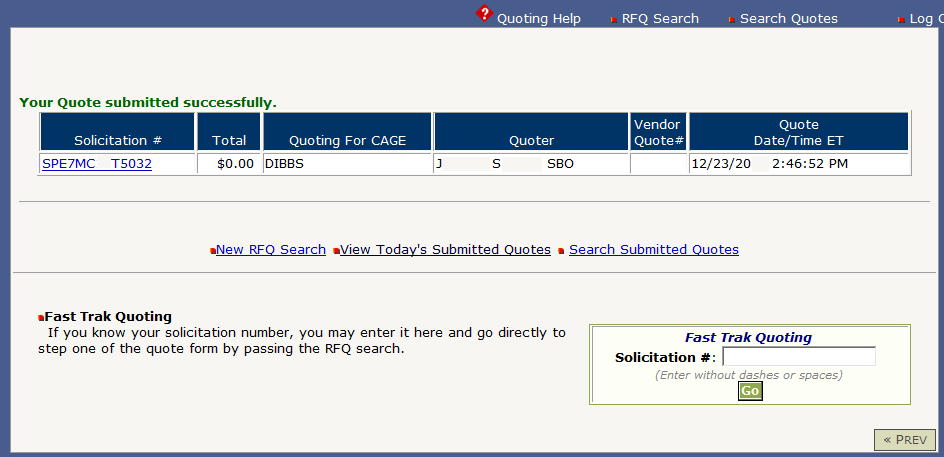 Quoting Help RFQ Search Search Quotes Log
Your Quote submitted successfully.
Solicitation # Total Quoting For CAGE Quoter Vendor Quote# Quote Date/Time ET
SPE7MC T5032 $0.00 DIBBS J S SBO 12/23/20 2:46:52 PM
New RFQ Search View Today's Submitted Quotes Search Submitted Quotes
Fast Trak Quoting
If you know your solicitation number, you may enter it here and go directly to
step one of the quote form by passing the RFQ search.
Fast Trak Quoting
Solicitation #:
(Enter without dashes or spaces)
Go
« PREV